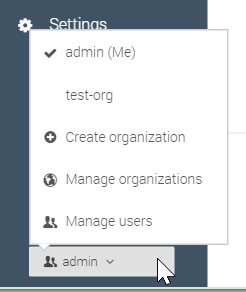 Settings
admin (Me)
test-org
Create organization
Manage organizations
Manage users
admin